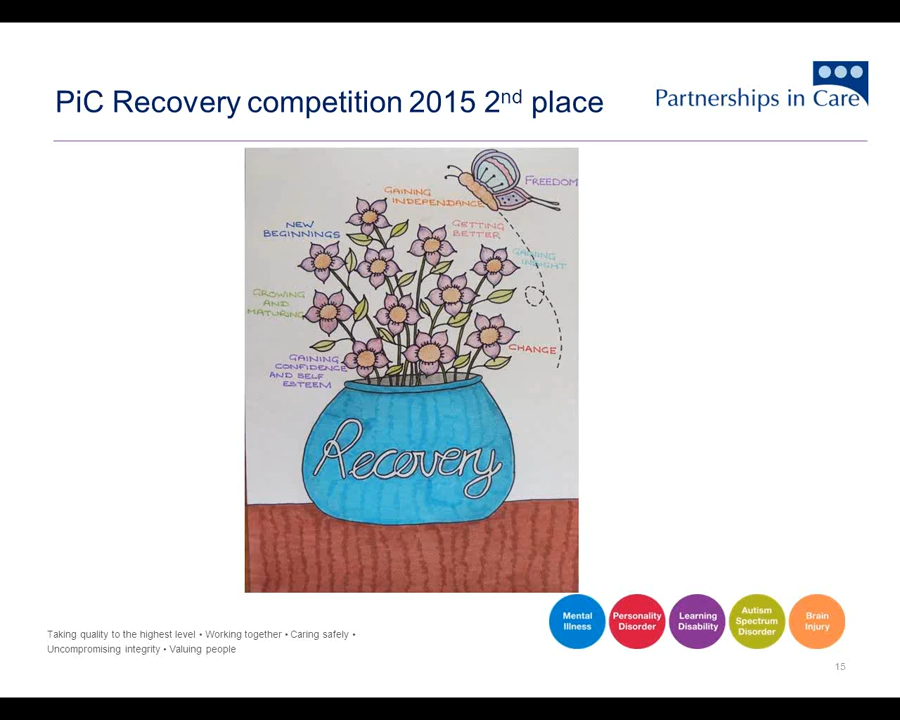 PiC Recovery competition 2015 2nd place
Partnerships in Care
FREEDOM
GAINING
INDEPENDANCE
NEW
BEGINNINGS
GETTING
BETTER
GAINING
INSIGHT
GROWING
AND
MATURING
CHANGE
GAINING
CONFIDENCE
AND SELF
ESTEEM
Recovery
Mental
Illness
Personality
Disorder
Learning
Disability
Autism
Spectrum
Disorder
Brain
Injury
Taking quality to the highest level • Working together • Caring safely •
Uncompromising integrity • Valuing people
15